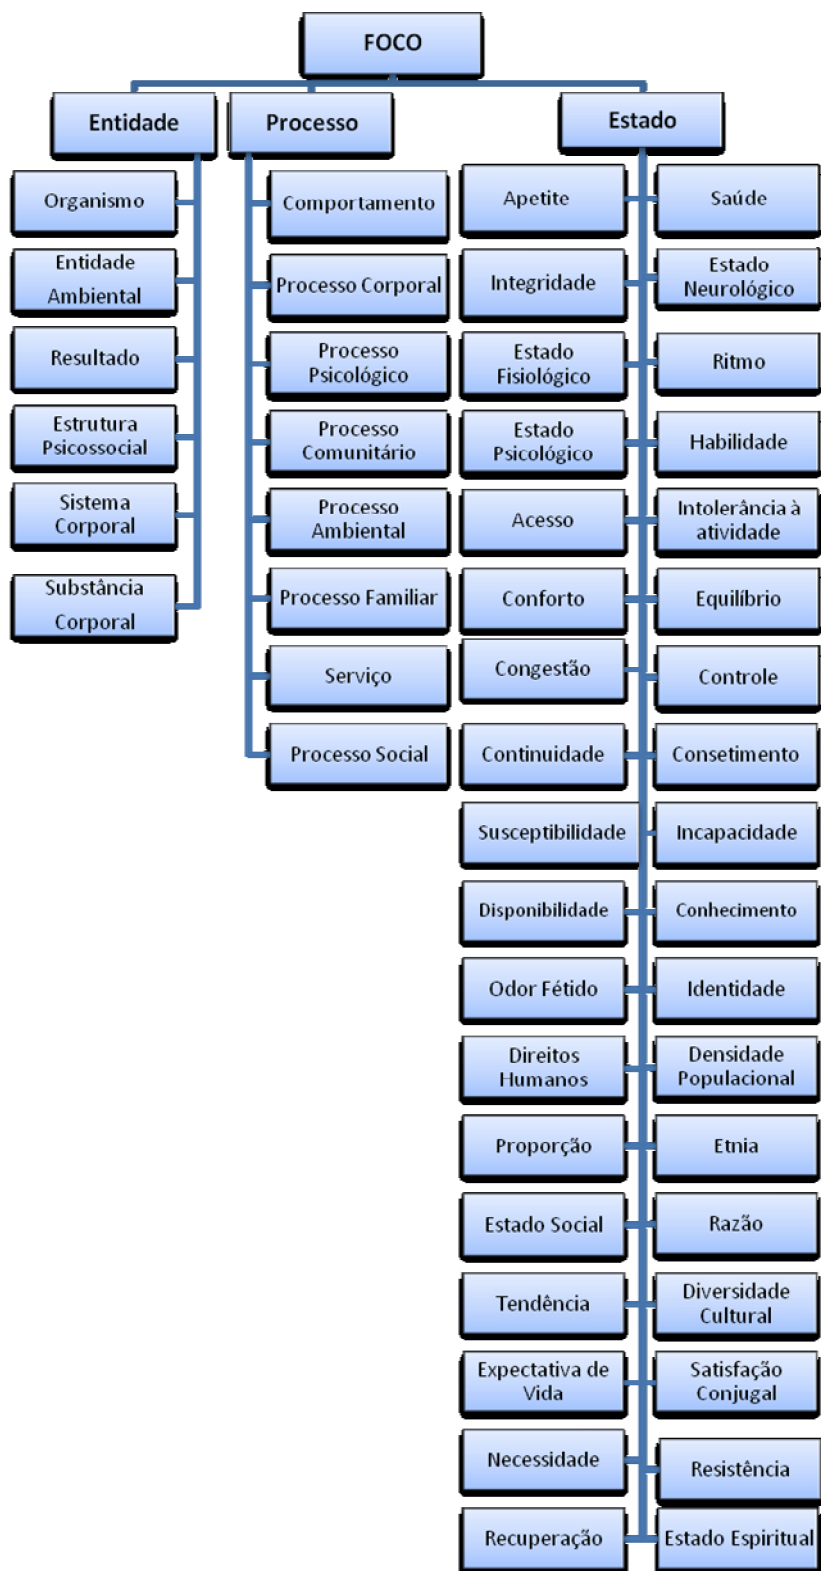 FOCO
Entidade
Processo
Estado
Organismo
Entidade
Ambiental
Resultado
Estrutura
Psicossocial
Sistema
Corporal
Substância
Corporal
Comportamento
Processo Corporal
Processo
Psicológico
Processo
Comunitário
Processo
Ambiental
Processo Familiar
Serviço
Processo Social
Apetite
Saúde
Integridade
Estado
Neurológico
Estado
Fisiológico
Ritmo
Estado
Psicológico
Habilidade
Acesso
Intolerância à
atividade
Conforto
Equilíbrio
Congestão
Controle
Continuidade
Consetimento
Susceptibilidade
Incapacidade
Disponibilidade
Conhecimento
Odor Fétido
Identidade
Direitos
Humanos
Densidade
Populacional
Proporção
Etnia
Estado Social
Razão
Tendência
Diversidade
Cultural
Expectativa de
Vida
Satisfação
Conjugal
Necessidade
Resistência
Recuperação
Estado Espiritual